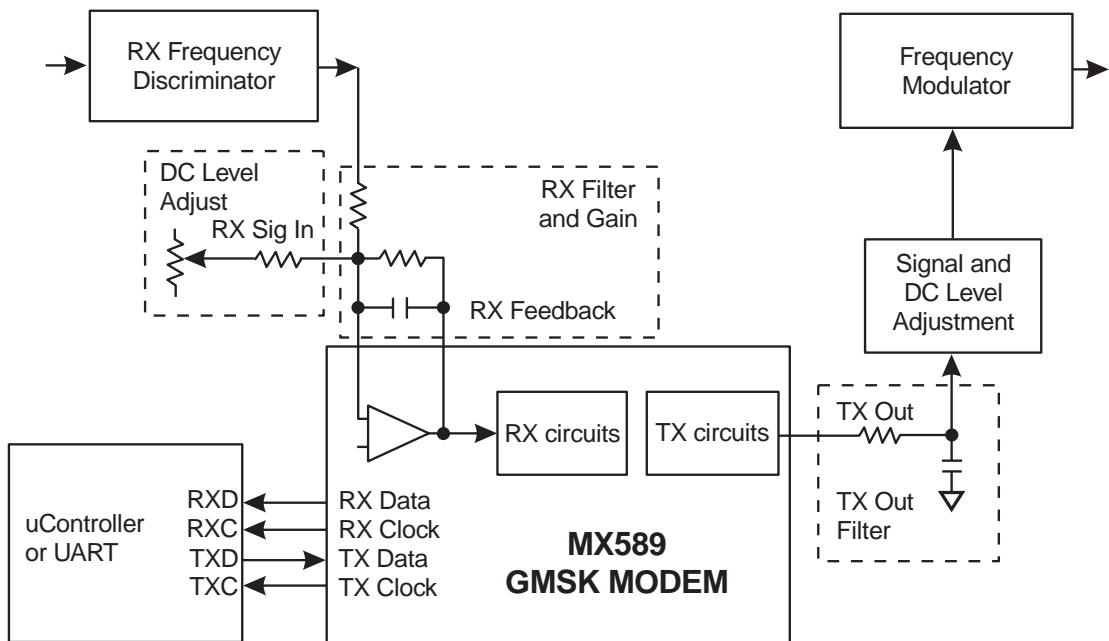 RX Frequency
Discriminator
Frequency
Modulator
DC Level
Adjust
RX Sig In
RX Filter
and Gain
RX Feedback
Signal and
DC Level
Adjustment
RX circuits
TX circuits
TX Out
TX Out
Filter
uController
or UART
RXD
RXC
TXD
TXC
RX Data
RX Clock
TX Data
TX Clock
MX589
GMSK MODEM